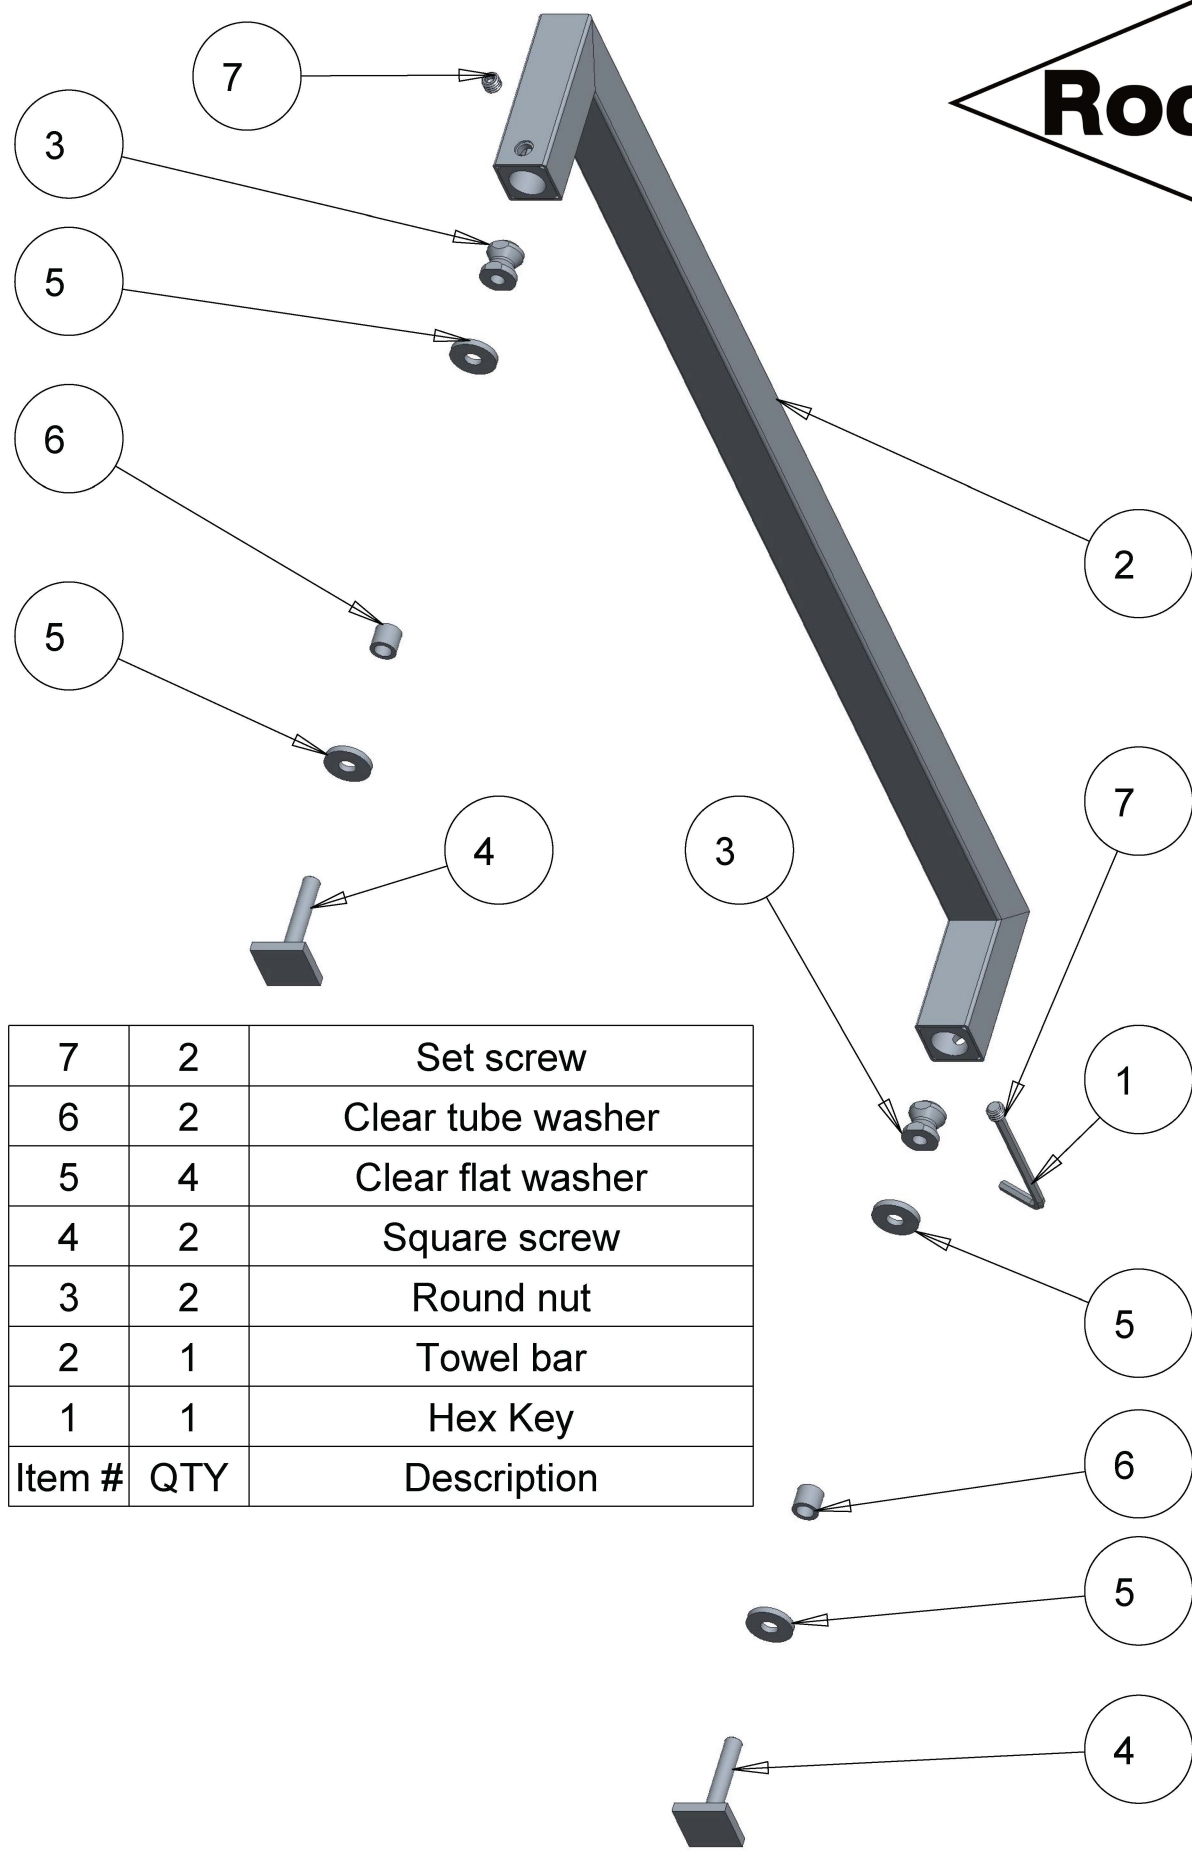 7
Roc
3
5
6
2
5
7
4
3
7 2 Set screw
6 2 Clear tube washer
5 4 Clear flat washer
4 2 Square screw
3 2 Round nut
2 1 Towel bar
1 1 Hex Key
Item # QTY Description
1
5
6
5
4